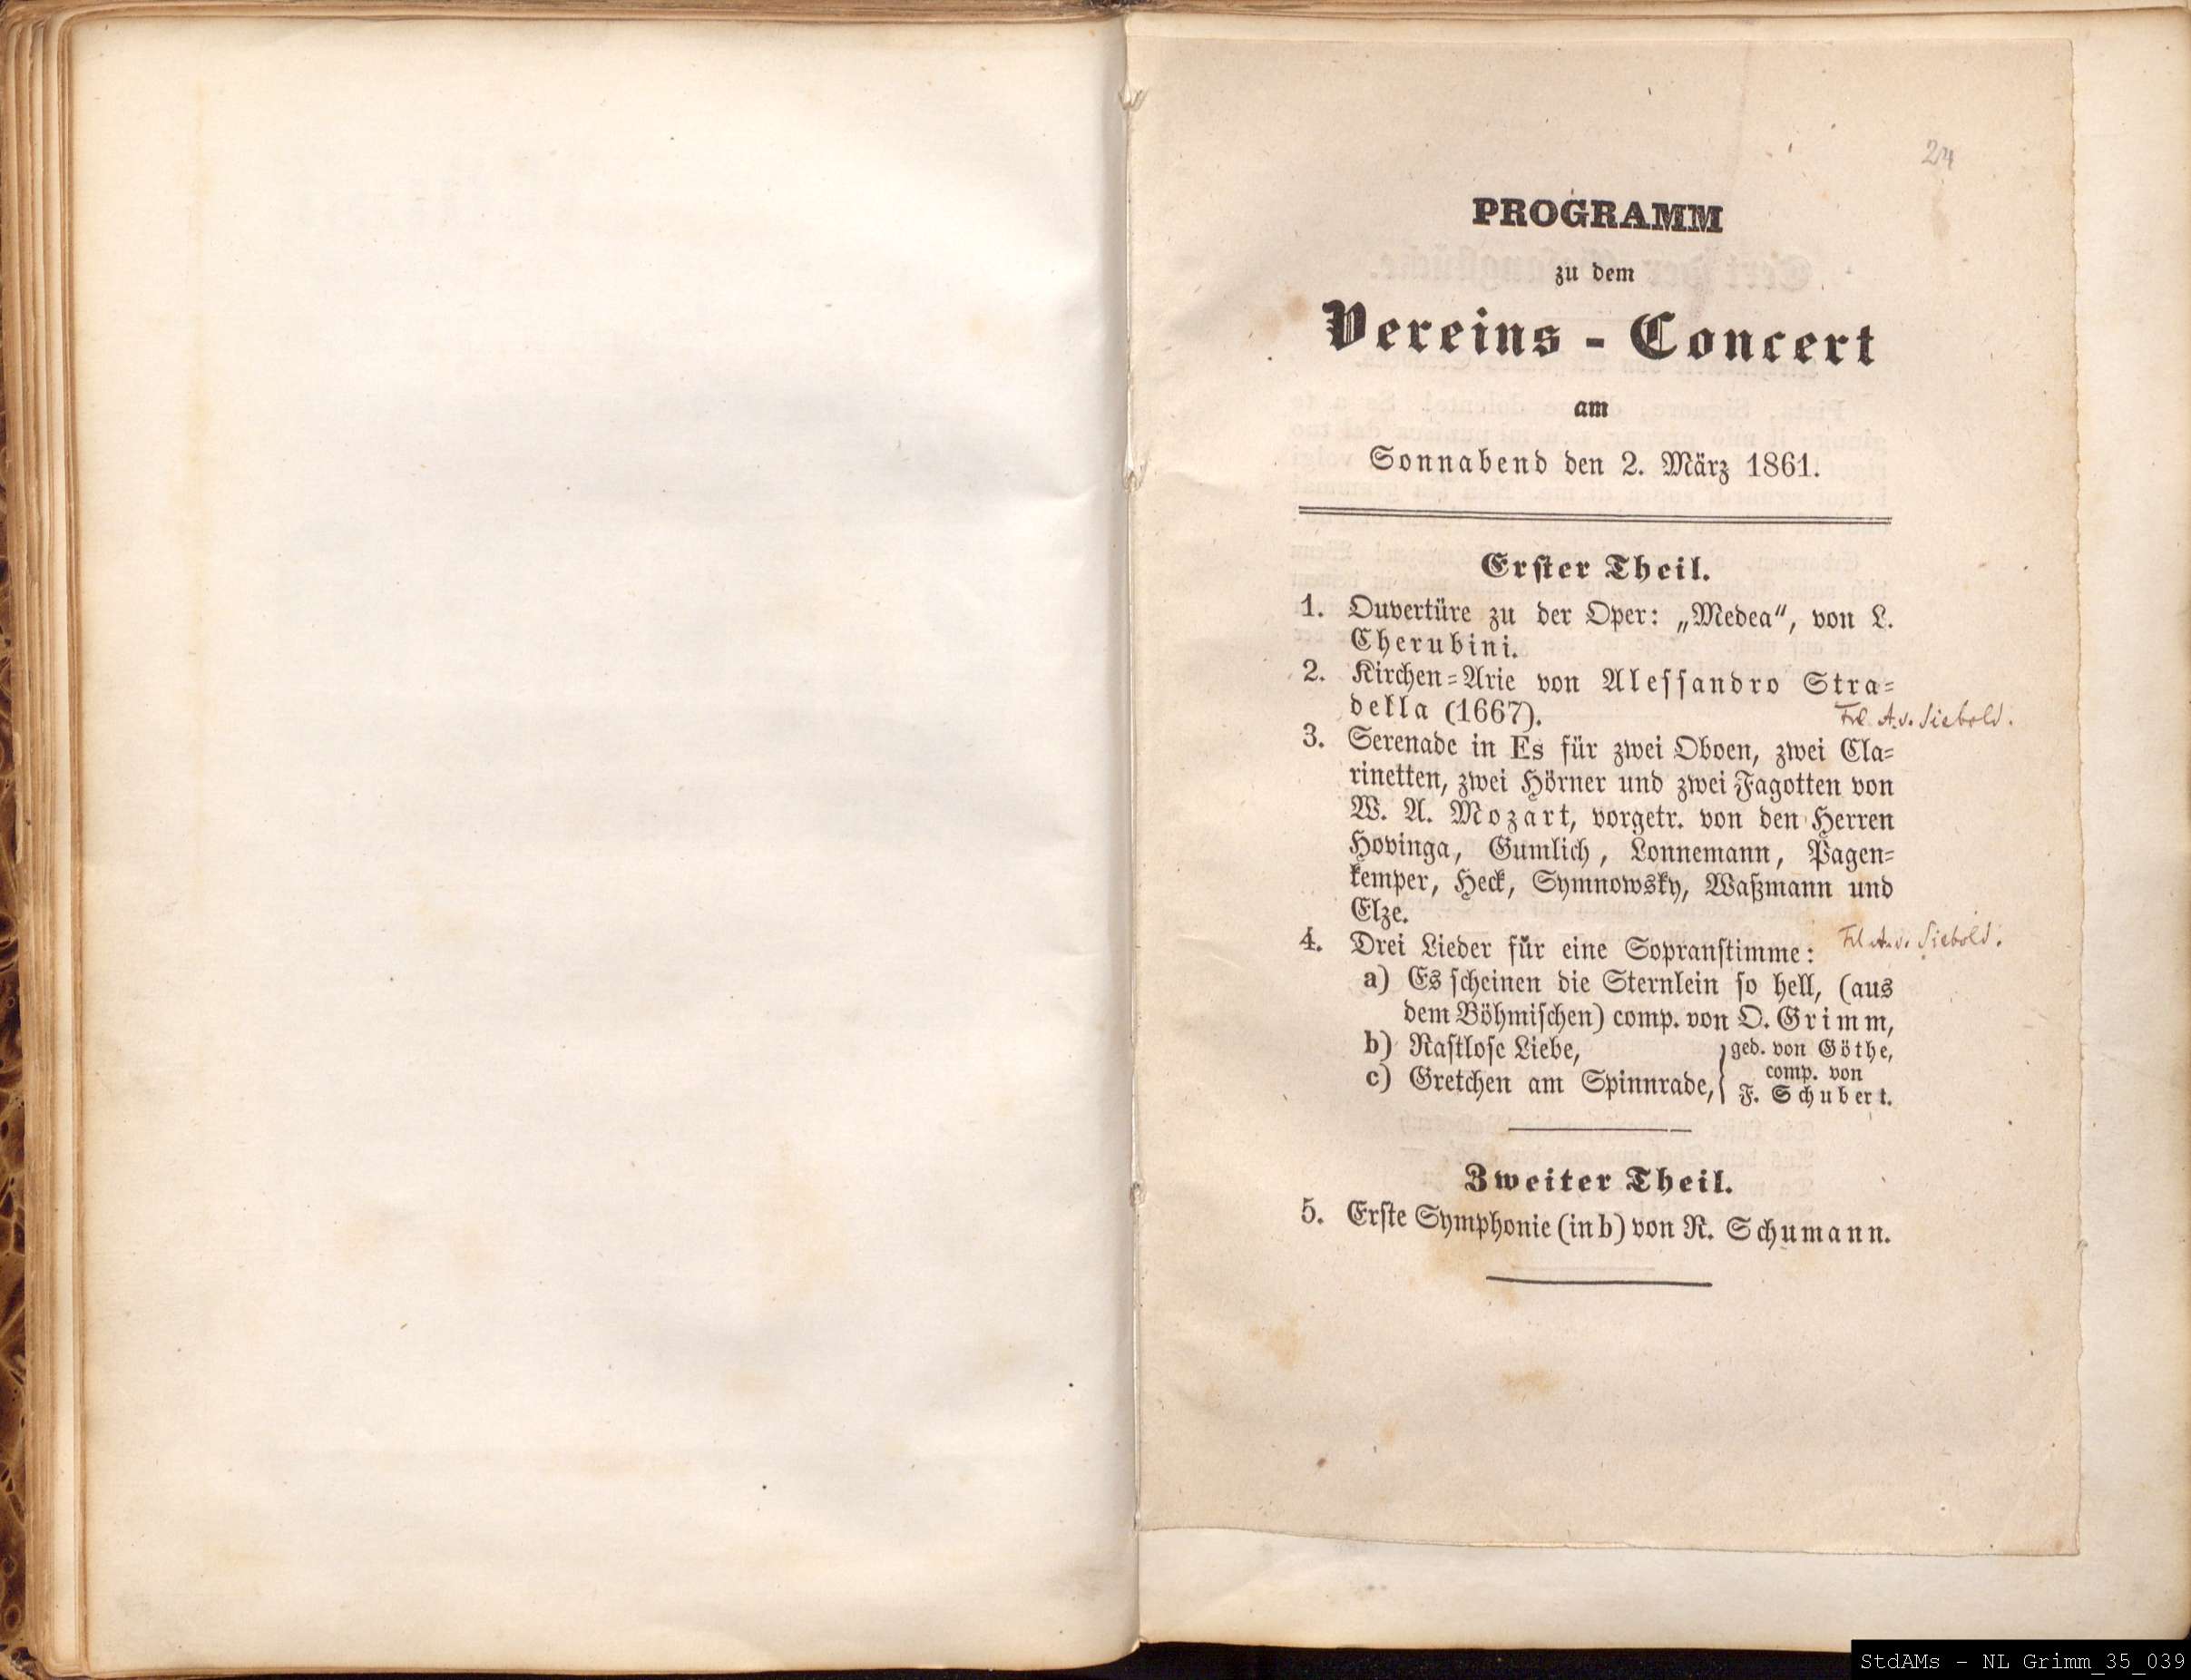 24
PROGRAMM
zu dem
Vereins - Concert
am
Sonnabend den 2. März 1861.
Erster Theil.
1. Ouvertüre zu der Oper: „Medea“, von L.
Cherubini.
2. Kirchen-Arie von Alessandro Stra-
della (1667).
Frl. A. v. Siebold.
3. Serenade in Es für zwei Oboen, zwei Cla-
rinetten, zwei Hörner und zwei Fagotten von
W. A. Mozart, vorgetr. von den Herren
Hovinga, Gumlich, Lonnemann, Pagen-
kemper, Heck, Symnowsky, Waßmann und
Elze.
4. Drei Lieder für eine Sopranstimme: Frl. A. v. Siebold.
a) Es scheinen die Sternlein so hell, (aus
dem Böhmischen) comp. von O. Grimm,
b) Rastlose Liebe,
c) Gretchen am Spinnrade,
ged. von Göthe,
comp. von
F. Schubert.
Zweiter Theil.
5. Erste Symphonie (in b) von R. Schumann.
StdAMs - NL Grimm_35_039